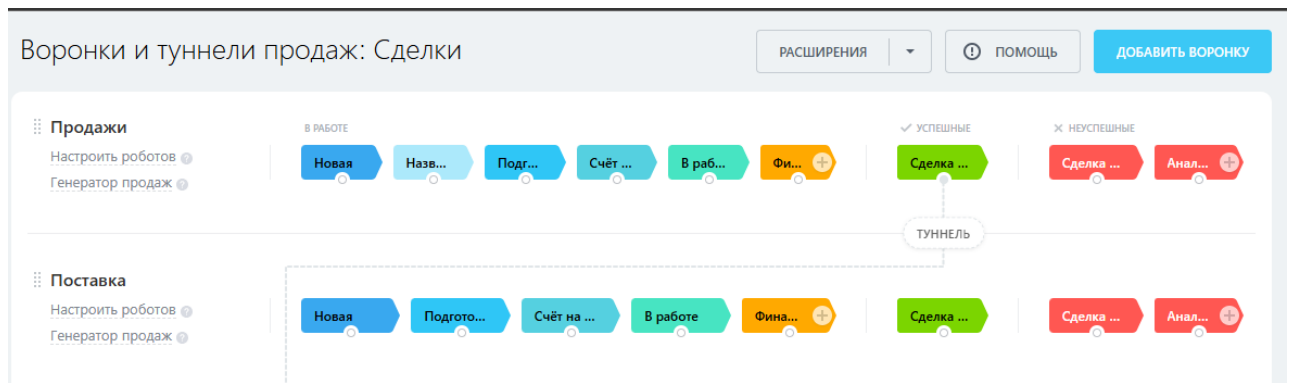 Воронки и туннели продаж: Сделки
РАСШИРЕНИЯ
ПОМОЩЬ
ДОБАВИТЬ ВОРОНКУ
Продажи
Настроить роботов ?
Генератор продаж ?
В РАБОТЕ
Новая
Назв...
Подг...
Счёт ...
В раб...
Фи...
УСПЕШНЫЕ
Сделка ...
НЕУСПЕШНЫЕ
Сделка ...
Анал...
ТУННЕЛЬ
Поставка
Настроить роботов ?
Генератор продаж ?
Новая
Подгото...
Счёт на ...
В работе
Фина...
Сделка ...
Сделка ...
Анал...